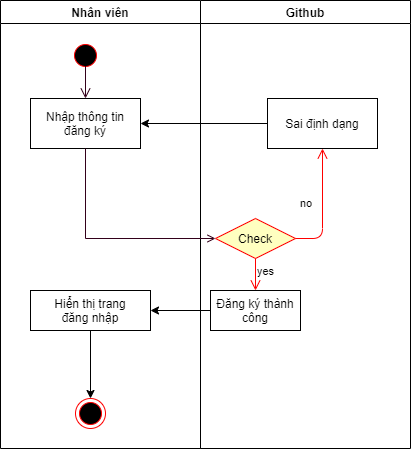 Nhân viên
Github
Nhập thông tin
đăng ký
Sai định dạng
no
Check
yes
Hiển thị trang
đăng nhập
Đăng ký thành
công